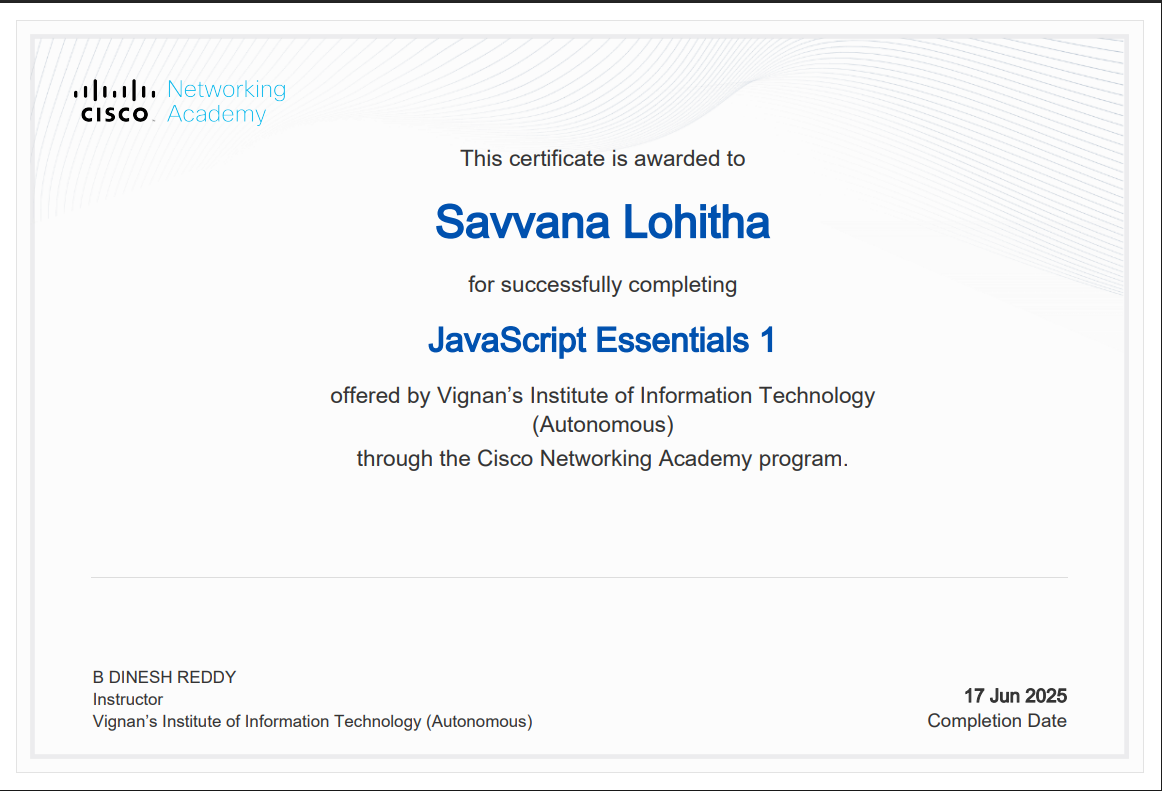 Networking
CISCO Academy
This certificate is awarded to
Savvana Lohitha
for successfully completing
JavaScript Essentials 1
offered by Vignan’s Institute of Information Technology
(Autonomous)
through the Cisco Networking Academy program.
B DINESH REDDY
Instructor
Vignan’s Institute of Information Technology (Autonomous)
17 Jun 2025
Completion Date